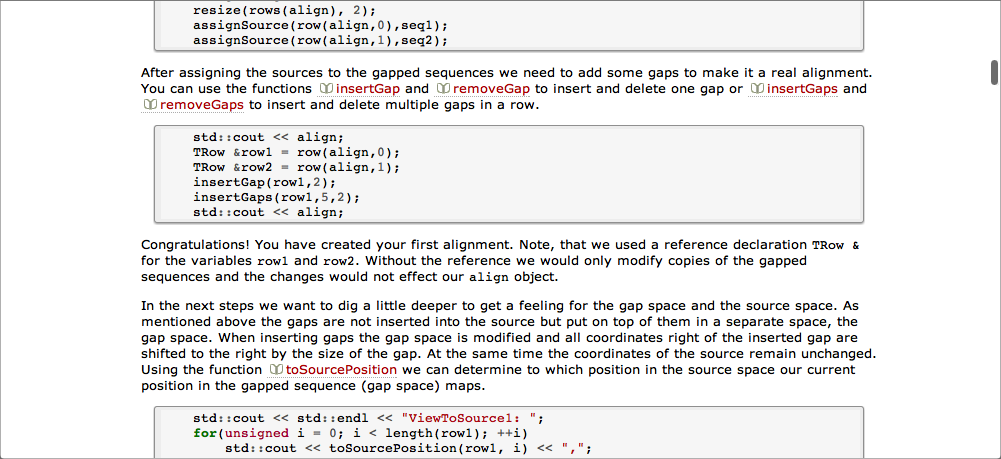 resize(rows(align), 2);
assignSource(row(align,0),seq1);
assignSource(row(align,1),seq2);
After assigning the sources to the gapped sequences we need to add some gaps to make it a real alignment.
You can use the functions insertGap and removeGap to insert and delete one gap or insertGaps and
removeGaps to insert and delete multiple gaps in a row.
std::cout << align;
TRow &row1 = row(align,0);
TRow &row2 = row(align,1);
insertGap(row1,2);
insertGaps(row1,5,2);
std::cout << align;
Congratulations! You have created your first alignment. Note, that we used a reference declaration TRow &
for the variables row1 and row2. Without the reference we would only modify copies of the gapped
sequences and the changes would not effect our align object.
In the next steps we want to dig a little deeper to get a feeling for the gap space and the source space. As
mentioned above the gaps are not inserted into the source but put on top of them in a separate space, the
gap space. When inserting gaps the gap space is modified and all coordinates right of the inserted gap are
shifted to the right by the size of the gap. At the same time the coordinates of the source remain unchanged.
Using the function toSourcePosition we can determine to which position in the source space our current
position in the gapped sequence (gap space) maps.
std::cout << std::endl << "ViewToSource1: ";
for(unsigned i = 0; i < length(row1); ++i)
std::cout << toSourcePosition(row1, i) << ",";